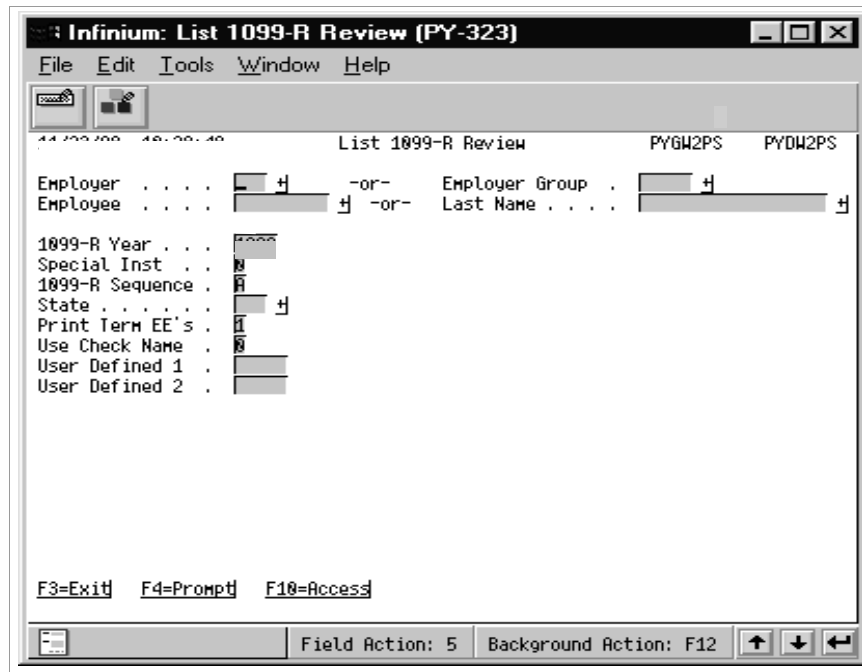 Infinium: List 1099-R Review (PY-323)
File Edit Tools Window Help
List 1099-R Review PYGW2PS PYDW2PS
Employer . . . . + -or- Employer Group . +
Employee . . . . + -or- Last Name . . . . +
1099-R Year . . .
Special Inst . . 0
1099-R Sequence . A
State . . . . . . +
Print Term EE's . 1
Use Check Name . 0
User Defined 1 .
User Defined 2 .
F3=Exit F4=Prompt F10=Access
Field Action: 5 Background Action: F12